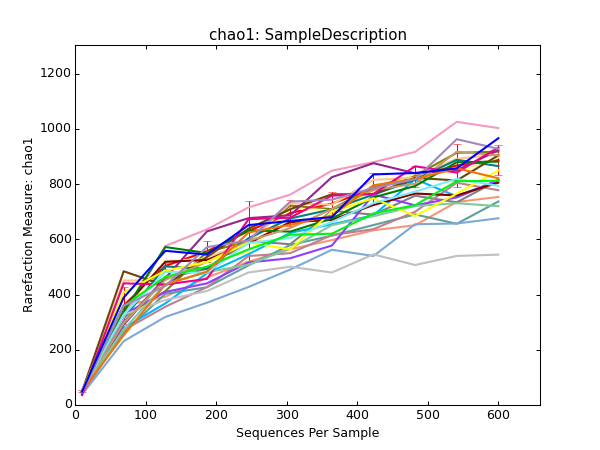 chao1: SampleDescription
1200
1000
800
600
400
200
0
Rarefaction Measure: chao1
0 100 200 300 400 500 600
Sequences Per Sample